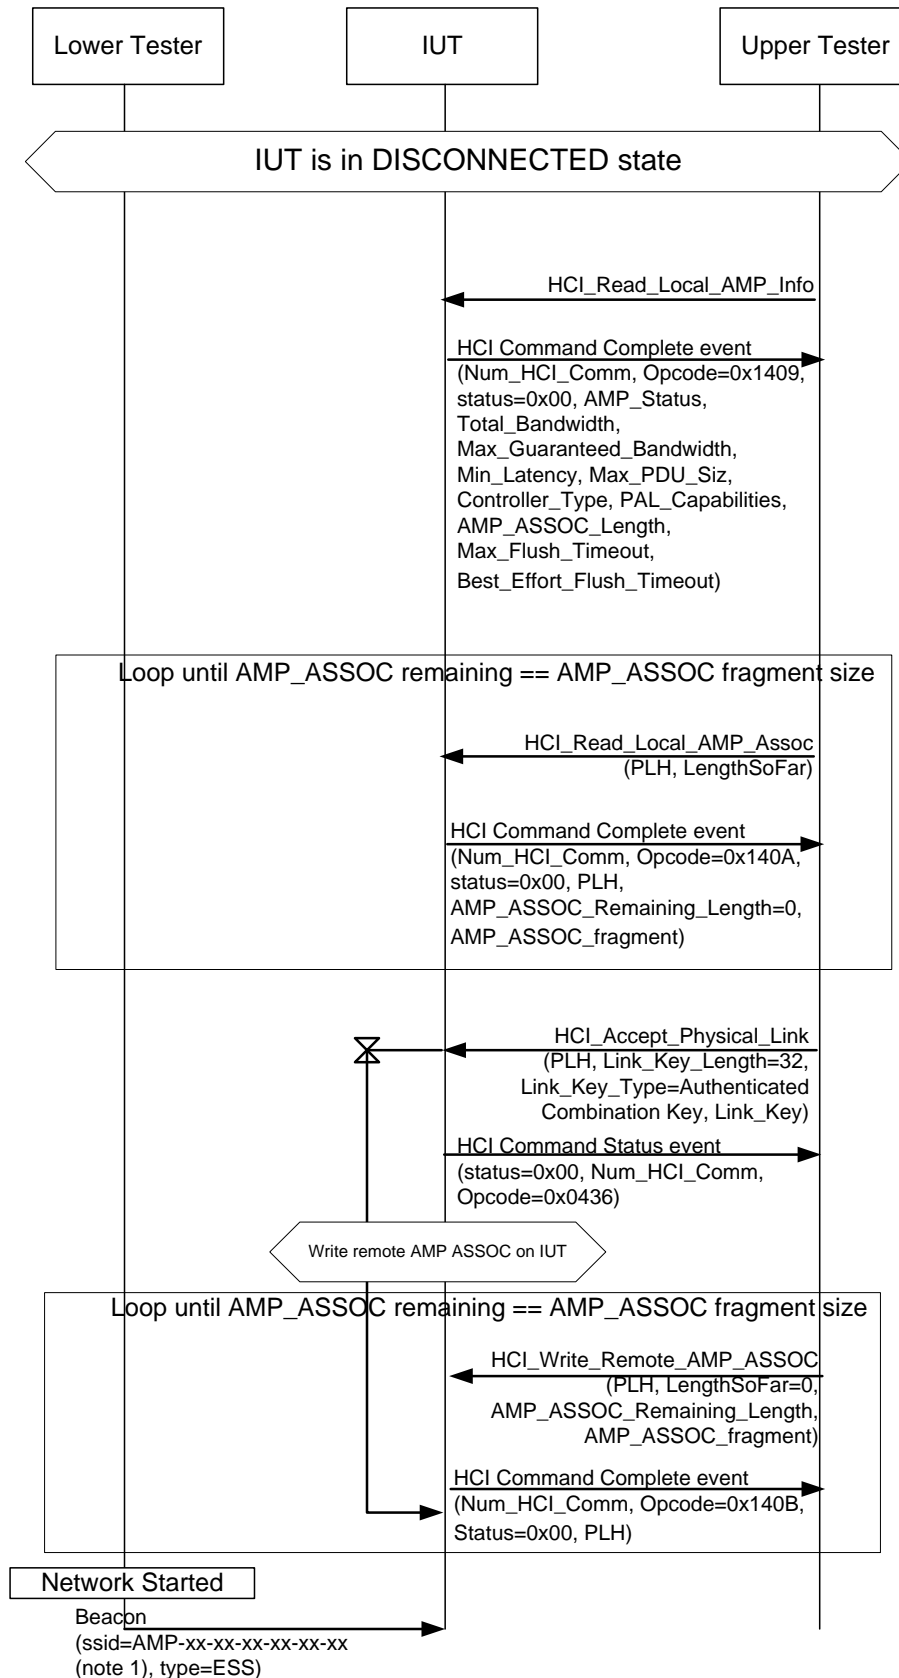 Lower Tester
IUT
Upper Tester
IUT is in DISCONNECTED state
HCI_Read_Local_AMP_Info
HCI Command Complete event
(Num_HCI_Comm, Opcode=0x1409,
status=0x00, AMP_Status,
Total_Bandwidth,
Max_Guaranteed_Bandwidth,
Min_Latency, Max_PDU_Siz,
Controller_Type, PAL_Capabilities,
AMP_ASSOC_Length,
Max_Flush_Timeout,
Best_Effort_Flush_Timeout)
Loop until AMP_ASSOC remaining == AMP_ASSOC fragment size
HCI_Read_Local_AMP_Assoc
(PLH, LengthSoFar)
HCI Command Complete event
(Num_HCI_Comm, Opcode=0x140A,
status=0x00, PLH,
AMP_ASSOC_Remaining_Length=0,
AMP_ASSOC_fragment)
HCI_Accept_Physical_Link
(PLH, Link_Key_Length=32,
Link_Key_Type=Authenticated
Combination Key, Link_Key)
HCI Command Status event
(status=0x00, Num_HCI_Comm,
Opcode=0x0436)
Write remote AMP ASSOC on IUT
Loop until AMP_ASSOC remaining == AMP_ASSOC fragment size
HCI_Write_Remote_AMP_ASSOC
(PLH, LengthSoFar=0,
AMP_ASSOC_Remaining_Length,
AMP_ASSOC_fragment)
HCI Command Complete event
(Num_HCI_Comm, Opcode=0x140B,
Status=0x00, PLH)
Network Started
Beacon
(ssid=AMP-xx-xx-xx-xx-xx-xx
(note 1), type=ESS)